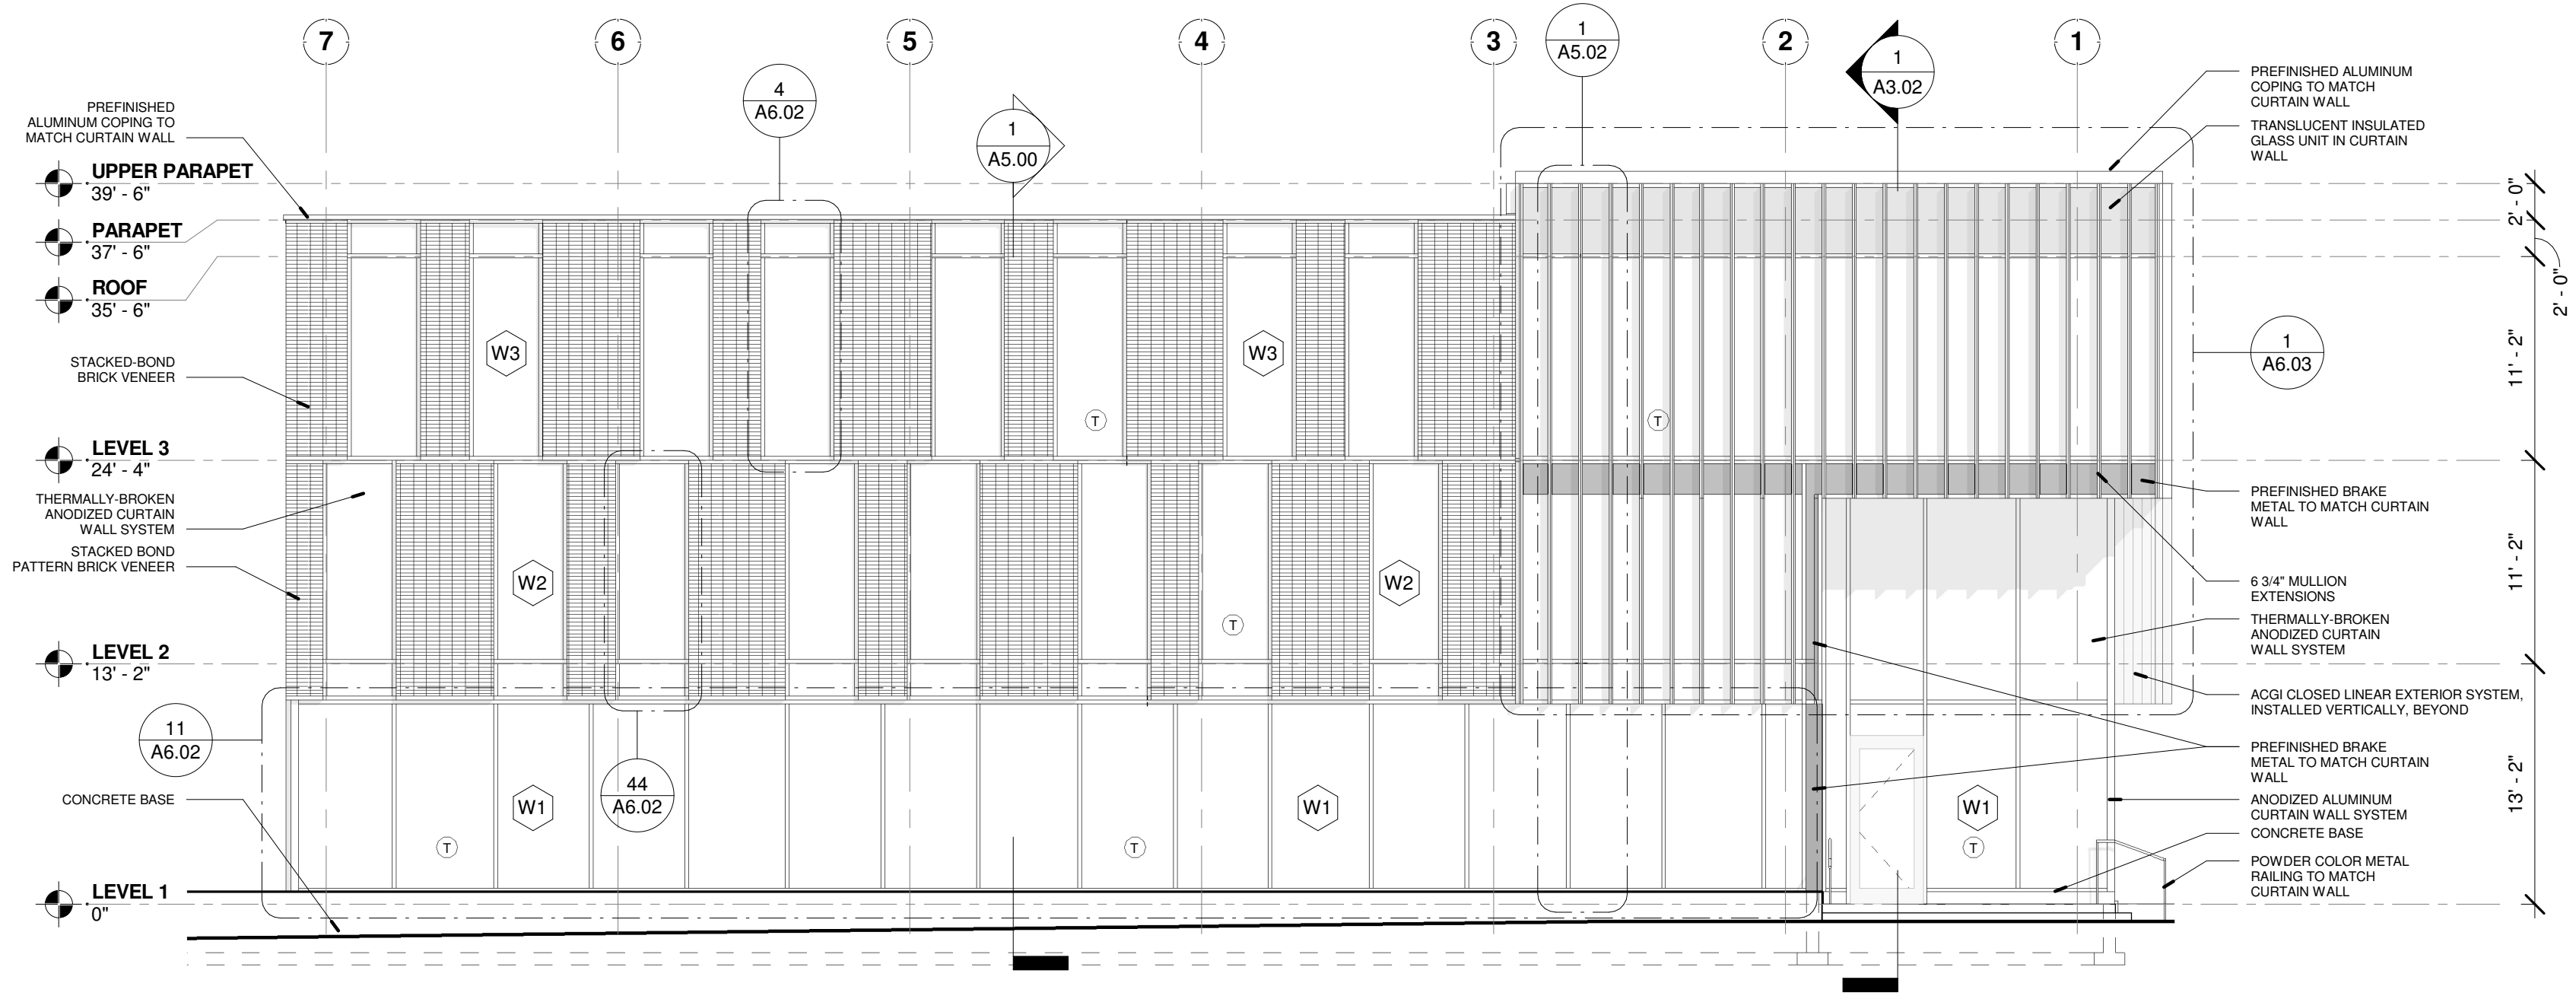 7
6
5
4
3
1
A5.02
2
1
A3.02
1
4
A6.02
1
A5.00
PREFINISHED
ALUMINUM COPING TO
MATCH CURTAIN WALL
UPPER PARAPET
39' - 6"
PARAPET
37' - 6"
ROOF
35' - 6"
STACKED-BOND
BRICK VENEER
LEVEL 3
24' - 4"
THERMALLY-BROKEN
ANODIZED CURTAIN
WALL SYSTEM
STACKED BOND
PATTERN BRICK VENEER
LEVEL 2
13' - 2"
11
A6.02
CONCRETE BASE
LEVEL 1
0"
W3
W3
T
T
W2
W2
T
44
A6.02
W1
W1
W1
T
T
T
PREFINISHED ALUMINUM
COPING TO MATCH
CURTAIN WALL
TRANSLUCENT INSULATED
GLASS UNIT IN CURTAIN
WALL
1
A6.03
PREFINISHED BRAKE
METAL TO MATCH CURTAIN
WALL
6 3/4" MULLION
EXTENSIONS
THERMALLY-BROKEN
ANODIZED CURTAIN
WALL SYSTEM
ACGI CLOSED LINEAR EXTERIOR SYSTEM,
INSTALLED VERTICALLY, BEYOND
PREFINISHED BRAKE
METAL TO MATCH CURTAIN
WALL
ANODIZED ALUMINUM
CURTAIN WALL SYSTEM
CONCRETE BASE
POWDER COLOR METAL
RAILING TO MATCH
CURTAIN WALL
2' - 0"
2' - 0"
11' - 2"
11' - 2"
13' - 2"